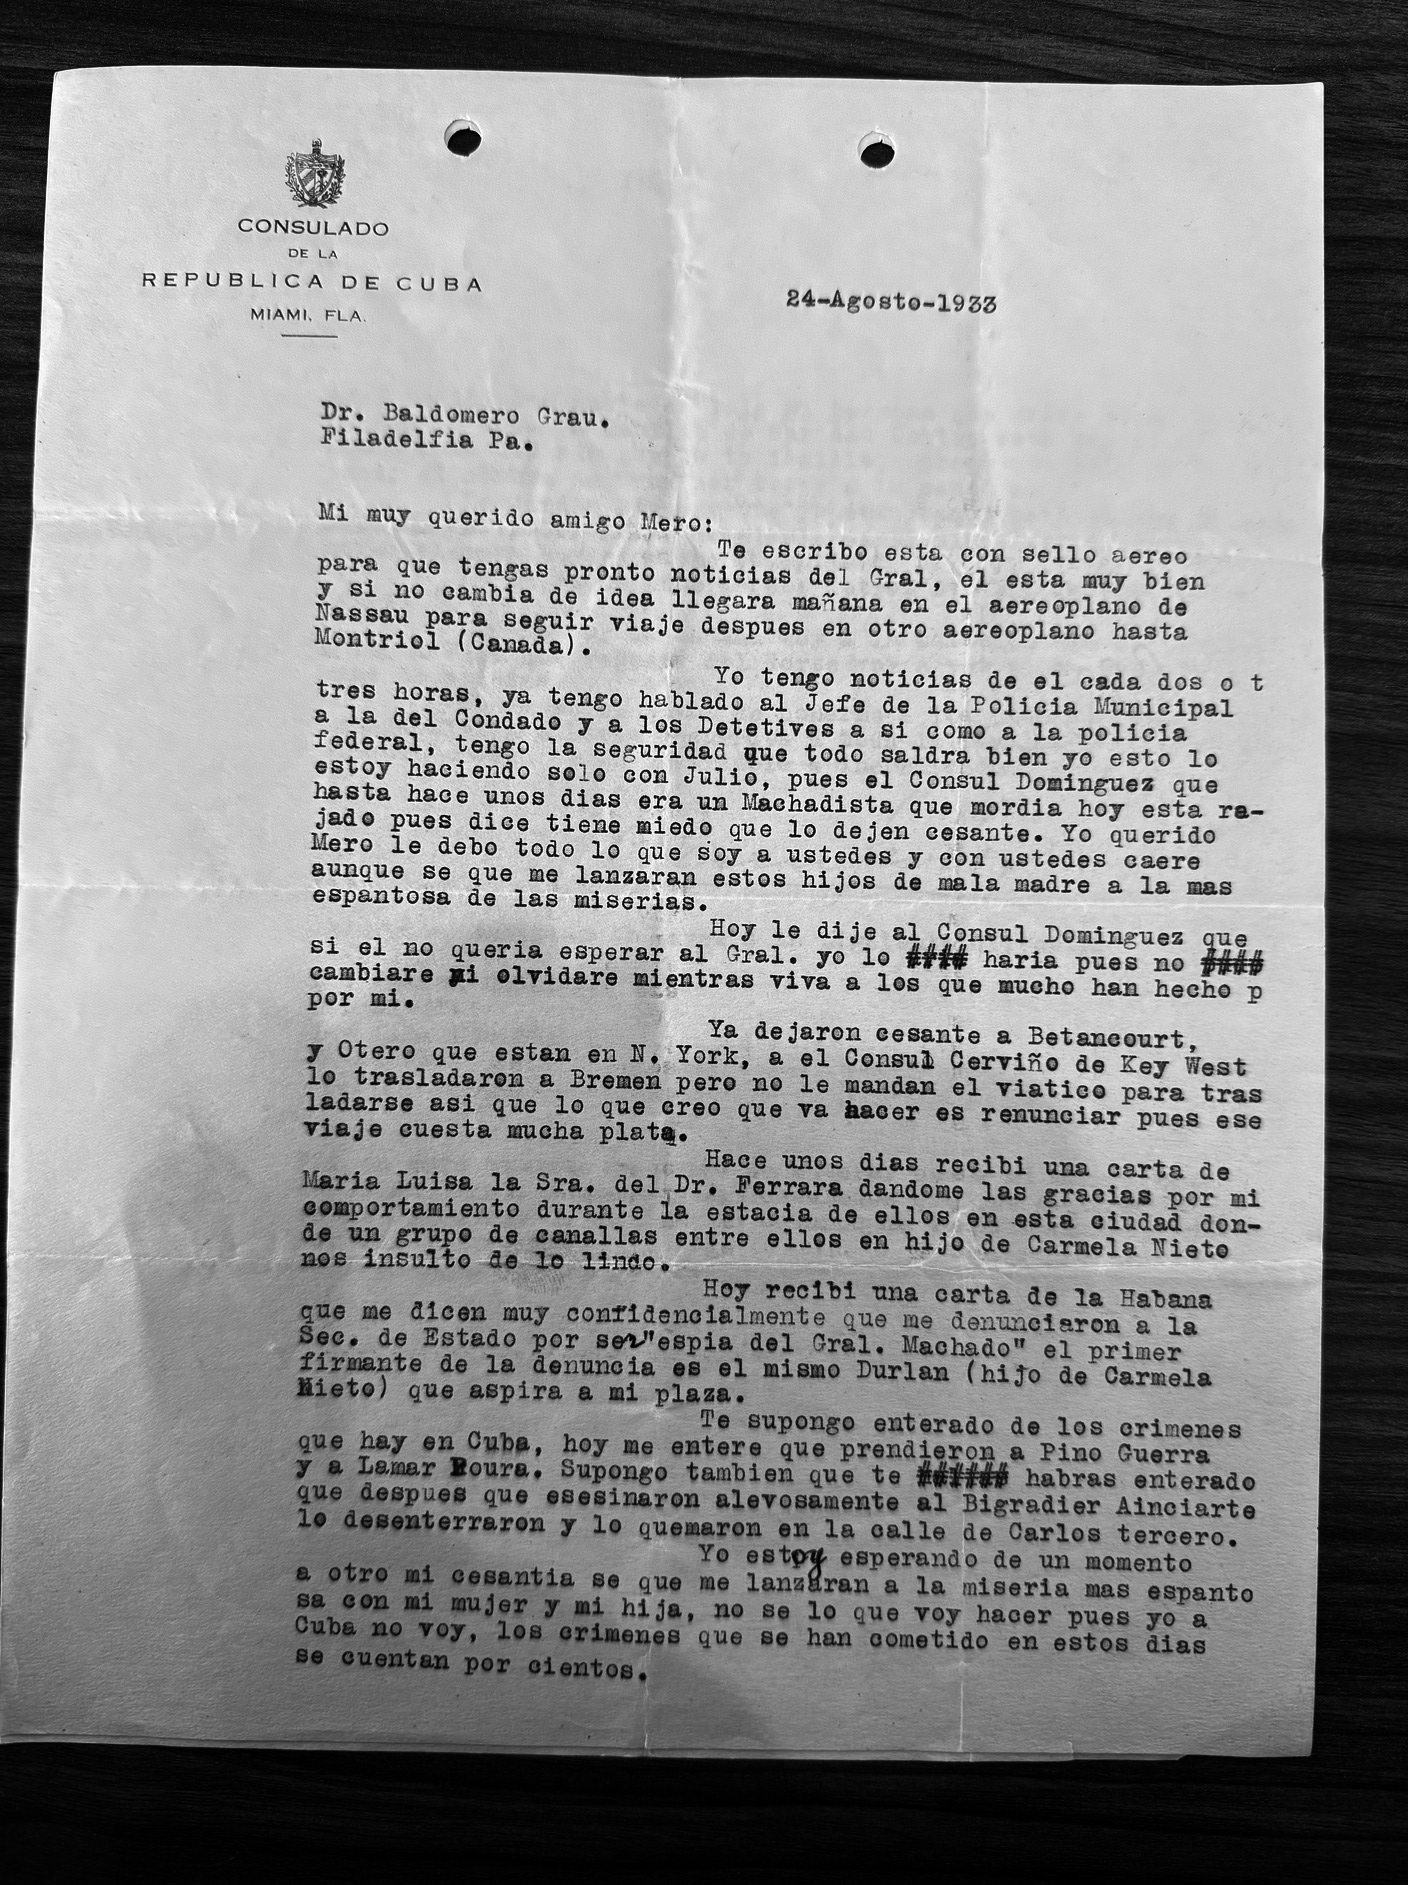 CONSULADO
DE LA
REPUBLICA DE CUBA
MIAMI, FLA.
24-Agosto-1933
Dr. Baldomero Grau.
Filadelfia Pa.
Mi muy querido amigo Mero:
Te escribo esta con sello aereo
para que tengas pronto noticias del Gral, el esta muy bien
y si no cambia de idea llegara mañana en el aereoplano de
Nassau para seguir viaje despues en otro aereoplano hasta
Montriol (Canada).
Yo tengo noticias de el cada dos o t
tres horas, ya tengo hablado al Jefe de la Policia Municipal
a la del Condado y a los Detetives a si como a la policia
federal, tengo la seguridad que todo saldra bien yo esto lo
estoy haciendo solo con Julio, pues el Consul Dominguez que
hasta hace unos dias era un Machadista que mordia hoy esta ra-
jado pues dice tiene miedo que lo dejen cesante. Yo querido
Mero le debo todo lo que soy a ustedes y con ustedes caere
aunque se que me lanzaran estos hijos de mala madre a la mas
espantosa de las miserias.
Hoy le dije al Consul Dominguez que
si el no queria esperar al Gral. yo lo #### haria pues no ####
cambiare ni olvidare mientras viva a los que mucho han hecho p
por mi.
Ya dejaron cesante a Betancourt,
y Otero que estan en N. York, a el Consul Cerviño de Key West
lo trasladaron a Bremen pero no le mandan el viatico para tras
ladarse asi que lo que creo que va hacer es renunciar pues ese
viaje cuesta mucha plata.
Hace unos dias recibi una carta de
Maria Luisa la Sra. del Dr. Ferrara dandome las gracias por mi
comportamiento durante la estacia de ellos en esta ciudad don-
de un grupo de canallas entre ellos en hijo de Carmela Nieto
nos insulto de lo lindo.
Hoy recibi una carta de la Habana
que me dicen muy confidencialmente que me denunciaron a la
Sec. de Estado por ser "espia del Gral. Machado" el primer
firmante de la denuncia es el mismo Durlan (hijo de Carmela
Nieto) que aspira a mi plaza.
Te supongo enterado de los crimenes
que hay en Cuba, hoy me entere que prendieron a Pino Guerra
y a Lamar Roura. Supongo tambien que te ###### habras enterado
que despues que esesinaron alevosamente al Bigradier Ainciarte
lo desenterraron y lo quemaron en la calle de Carlos tercero.
Yo estoy esperando de un momento
a otro mi cesantia se que me lanzaran a la miseria mas espanto
sa con mi mujer y mi hija, no se lo que voy hacer pues yo a
Cuba no voy, los crimenes que se han cometido en estos dias
se cuentan por cientos.